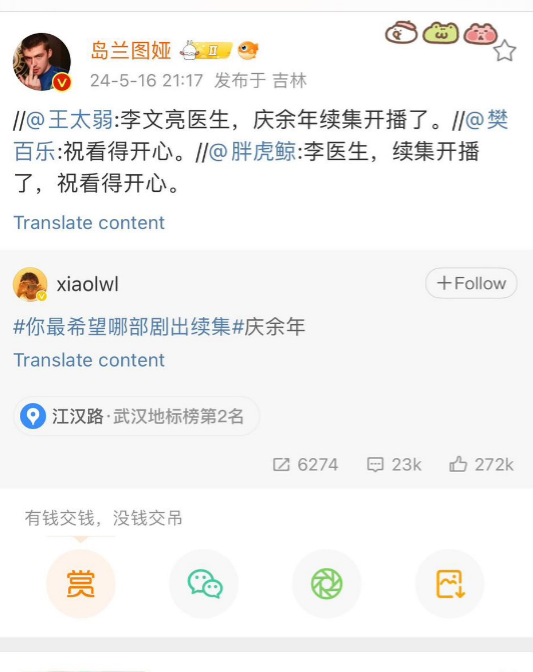 岛兰图娅 II
24-5-16 21:17 发布于 吉林
//@王太弱:李文亮医生，庆余年续集开播了。//@樊
百乐:祝看得开心。//@胖虎鲸:李医生，续集开播
了，祝看得开心。
Translate content
xiaolwl
+Follow
#你最希望哪部剧出续集#庆余年
Translate content
江汉路·武汉地标榜第2名
6274 23k 272k
有钱交钱，没钱交吊
赏